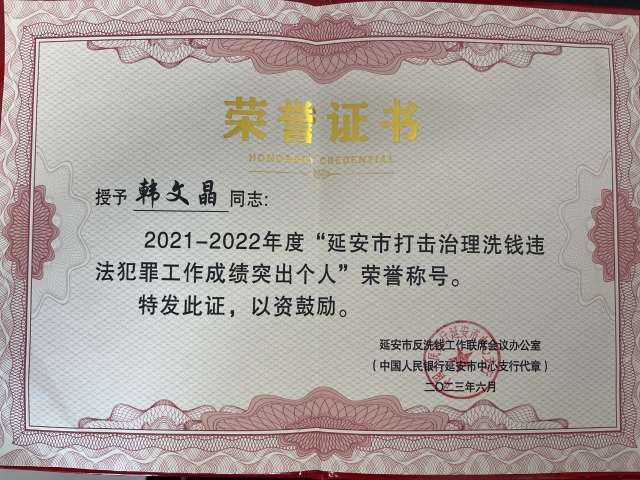 荣誉证书
HONORARY CREDENTIAL
授予 韩文晶 同志:
2021-2022年度“延安市打击治理洗钱违
法犯罪工作成绩突出个人”荣誉称号。
特发此证，以资鼓励。
延安市反洗钱工作联席会议办公室
（中国人民银行延安市中心支行代章）
二〇二三年六月